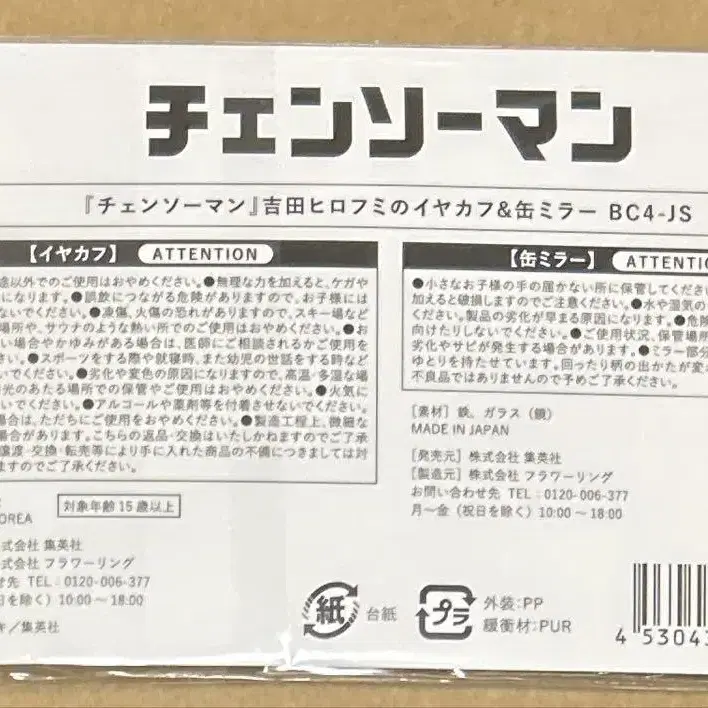 チェンソーマン
『チェンソーマン』吉田ヒロフミのイヤカフ&缶ミラー BC4-JS
【イヤカフ】 ATTENTION
途以外でのご使用はおやめください。●無理な力を加えると、ケガや
になります。●誤飲につながる危険がありますので、お子様には
いでください。●凍傷、火傷の恐れがありますので、スキー場など
場所や、サウナのような熱い所でのご使用はおやめください。●お
い場合やかゆみがある場合は、医師にご相談されるかご使用を
い。●スポーツをする際や就寝時、また幼児の世話をする時など
いでください。●劣化や変色の原因になりますので、高温·多湿な場
光のあたる場所での保管やご使用はおやめください。●火気に
いでください。●アルコールや薬剤等を付着させないでください。
場合は、ただちにご使用をおやめください。●製造工程上、微細な
場合があります。こちらの返品·交換はいたしかねますのでご了承
譲渡·交換·転売等により手に入れた商品の不備につきましては対
ますのでご了承ください。
対象年齢15歳以上
OREA
式会社 集英社
式会社 フラワーリング
せ先 TEL:0120-006-377
日を除く) 10:00～18:00
キ/集英社
【缶ミラー】 ATTENTIO
●小さなお子様の手の届かない所に保管してくださ
加えると破損しますのでご注意ください。●水や湿気の
ください。製品の劣化が早まる原因になります。●危険
向けたりしないでください。●ご使用状況、保管場所
劣化やサビが発生する場合があります。●ミラー部分
ゆとりを持たせています。回ったり柄の出かたが変わ
不良品ではありませんので予めご了承ください。
[素材] 鉄、ガラス (鏡)
MADE IN JAPAN
[発売元] 株式会社 集英社
[製造元] 株式会社 フラワーリング
お問い合わせ先 TEL:0120-006-377
月～金 (祝日を除く) 10:00～18:00
紙 台紙
プラ 外装:PP
緩衝材:PUR
4 53043